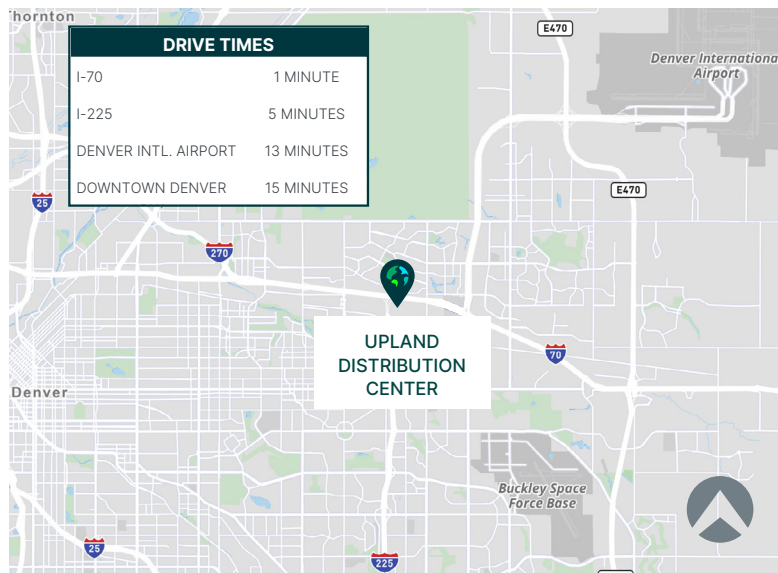 Thornton
DRIVE TIMES
I-70 1 MINUTE
I-225 5 MINUTES
DENVER INTL. AIRPORT 13 MINUTES
DOWNTOWN DENVER 15 MINUTES
E470
Denver Internationa
Airport
E470
25
270
UPLAND
DISTRIBUTION
CENTER
70
Denver
Buckley Space
Force Base
25
225